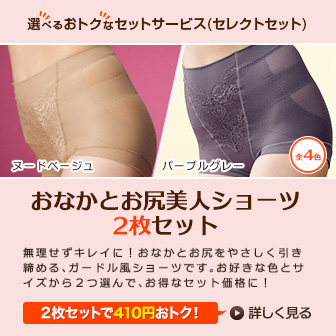 選べるおトクなセットサービス(セレクトセット)
ヌードベージュ
パープルグレー
全4色
おなかとお尻美人ショーツ
2枚セット
無理せずキレイに！おなかとお尻をやさしく引き
締める、ガードル風ショーツです。お好きな色とサ
イズから2つ選んで、お得なセット価格に！
2枚セットで410円おトク！
詳しく見る